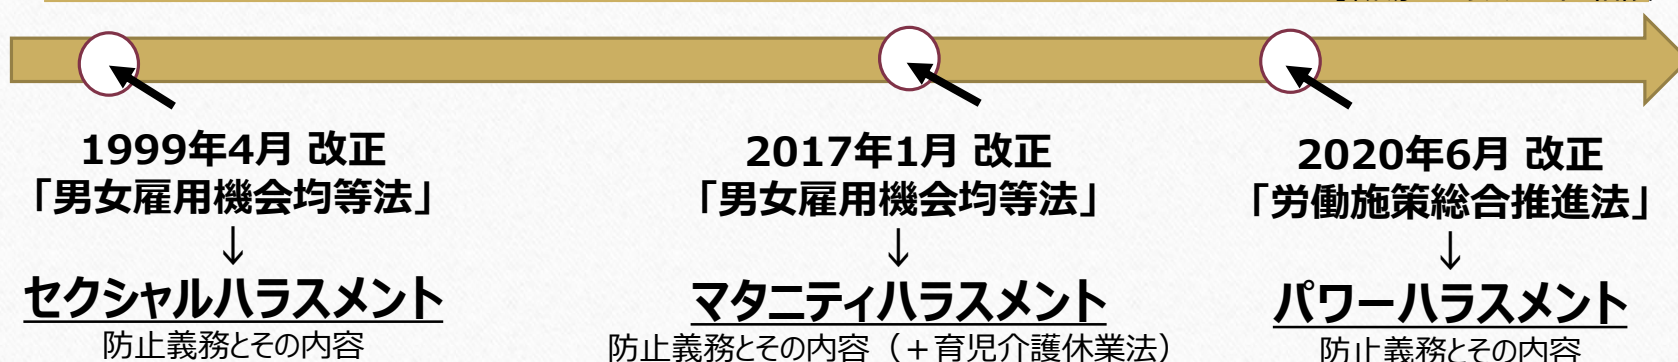 1999年4月 改正
「男女雇用機会均等法」
↓
セクシャルハラスメント
防止義務とその内容
2017年1月 改正
「男女雇用機会均等法」
↓
マタニティハラスメント
防止義務とその内容（＋育児介護休業法）
2020年6月 改正
「労働施策総合推進法」
↓
パワーハラスメント
防止義務とその内容